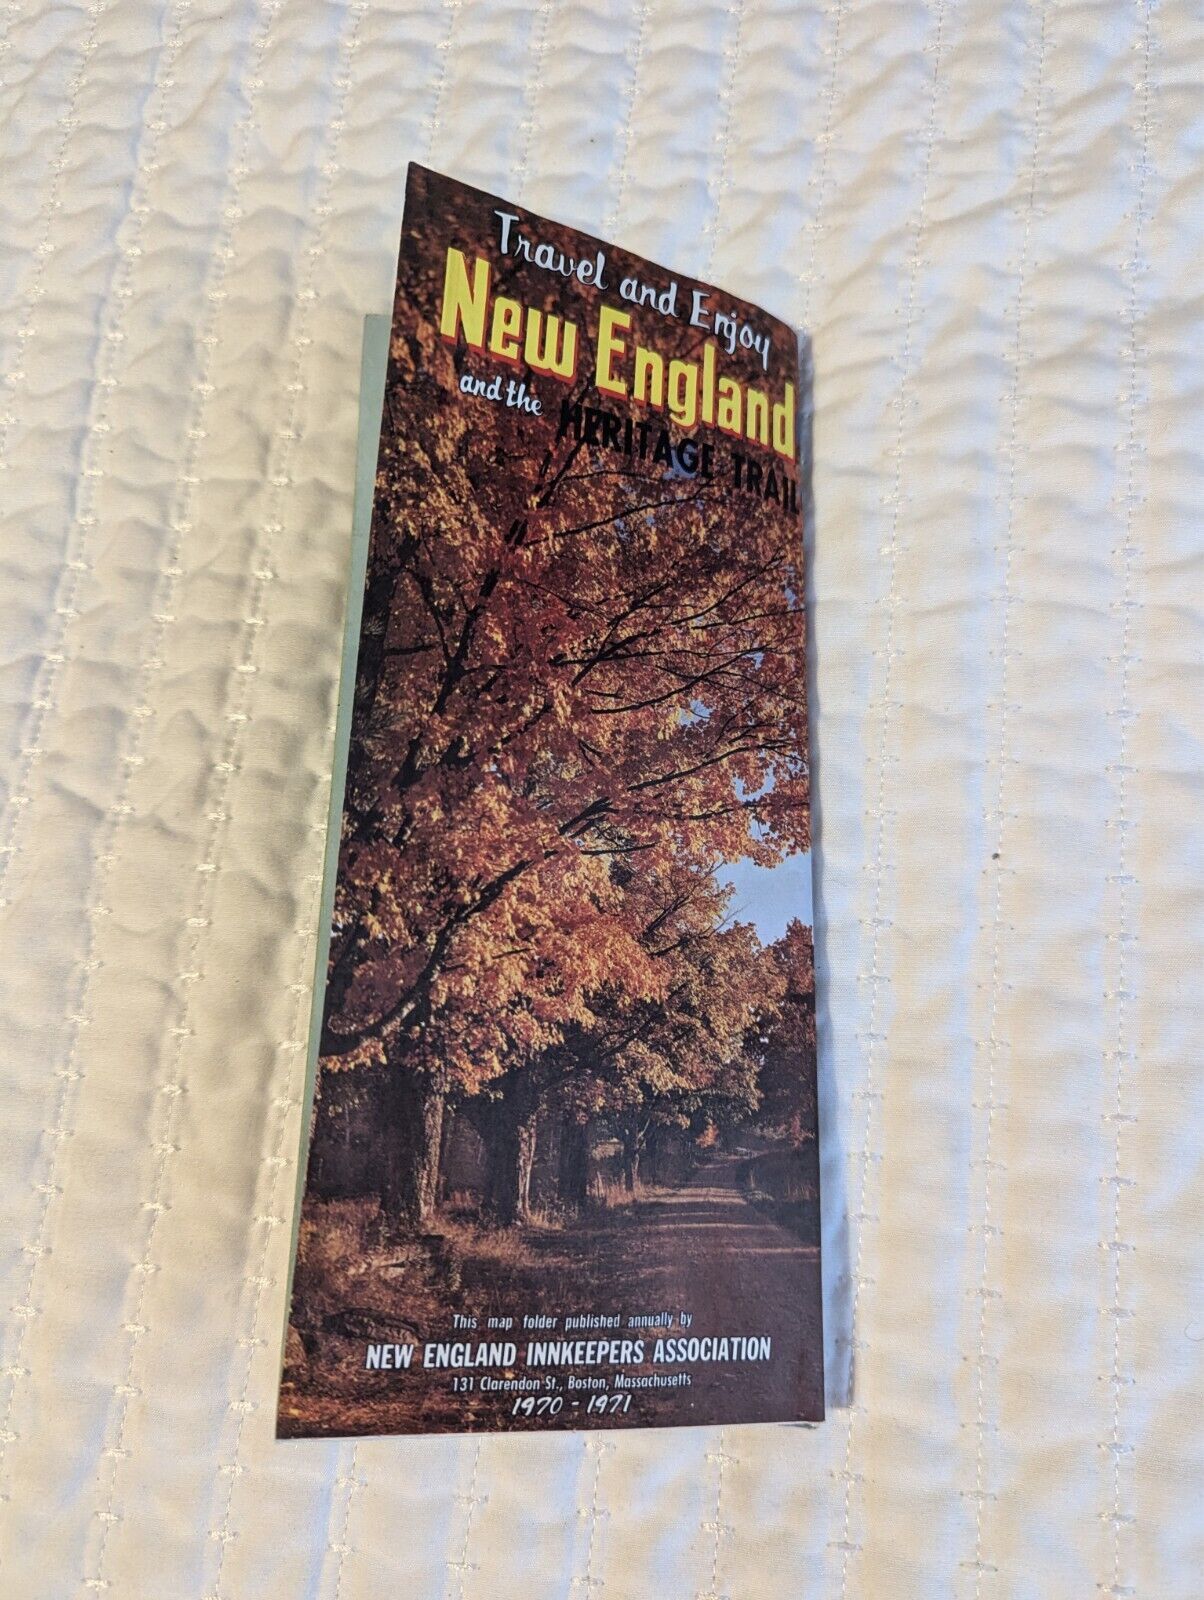 Travel and Enjoy
New England
and the HERITAGE TRAIL
This map folder published annually by
NEW ENGLAND INNKEEPERS ASSOCIATION
131 Clarendon St., Boston, Massachusetts
1970 - 1971